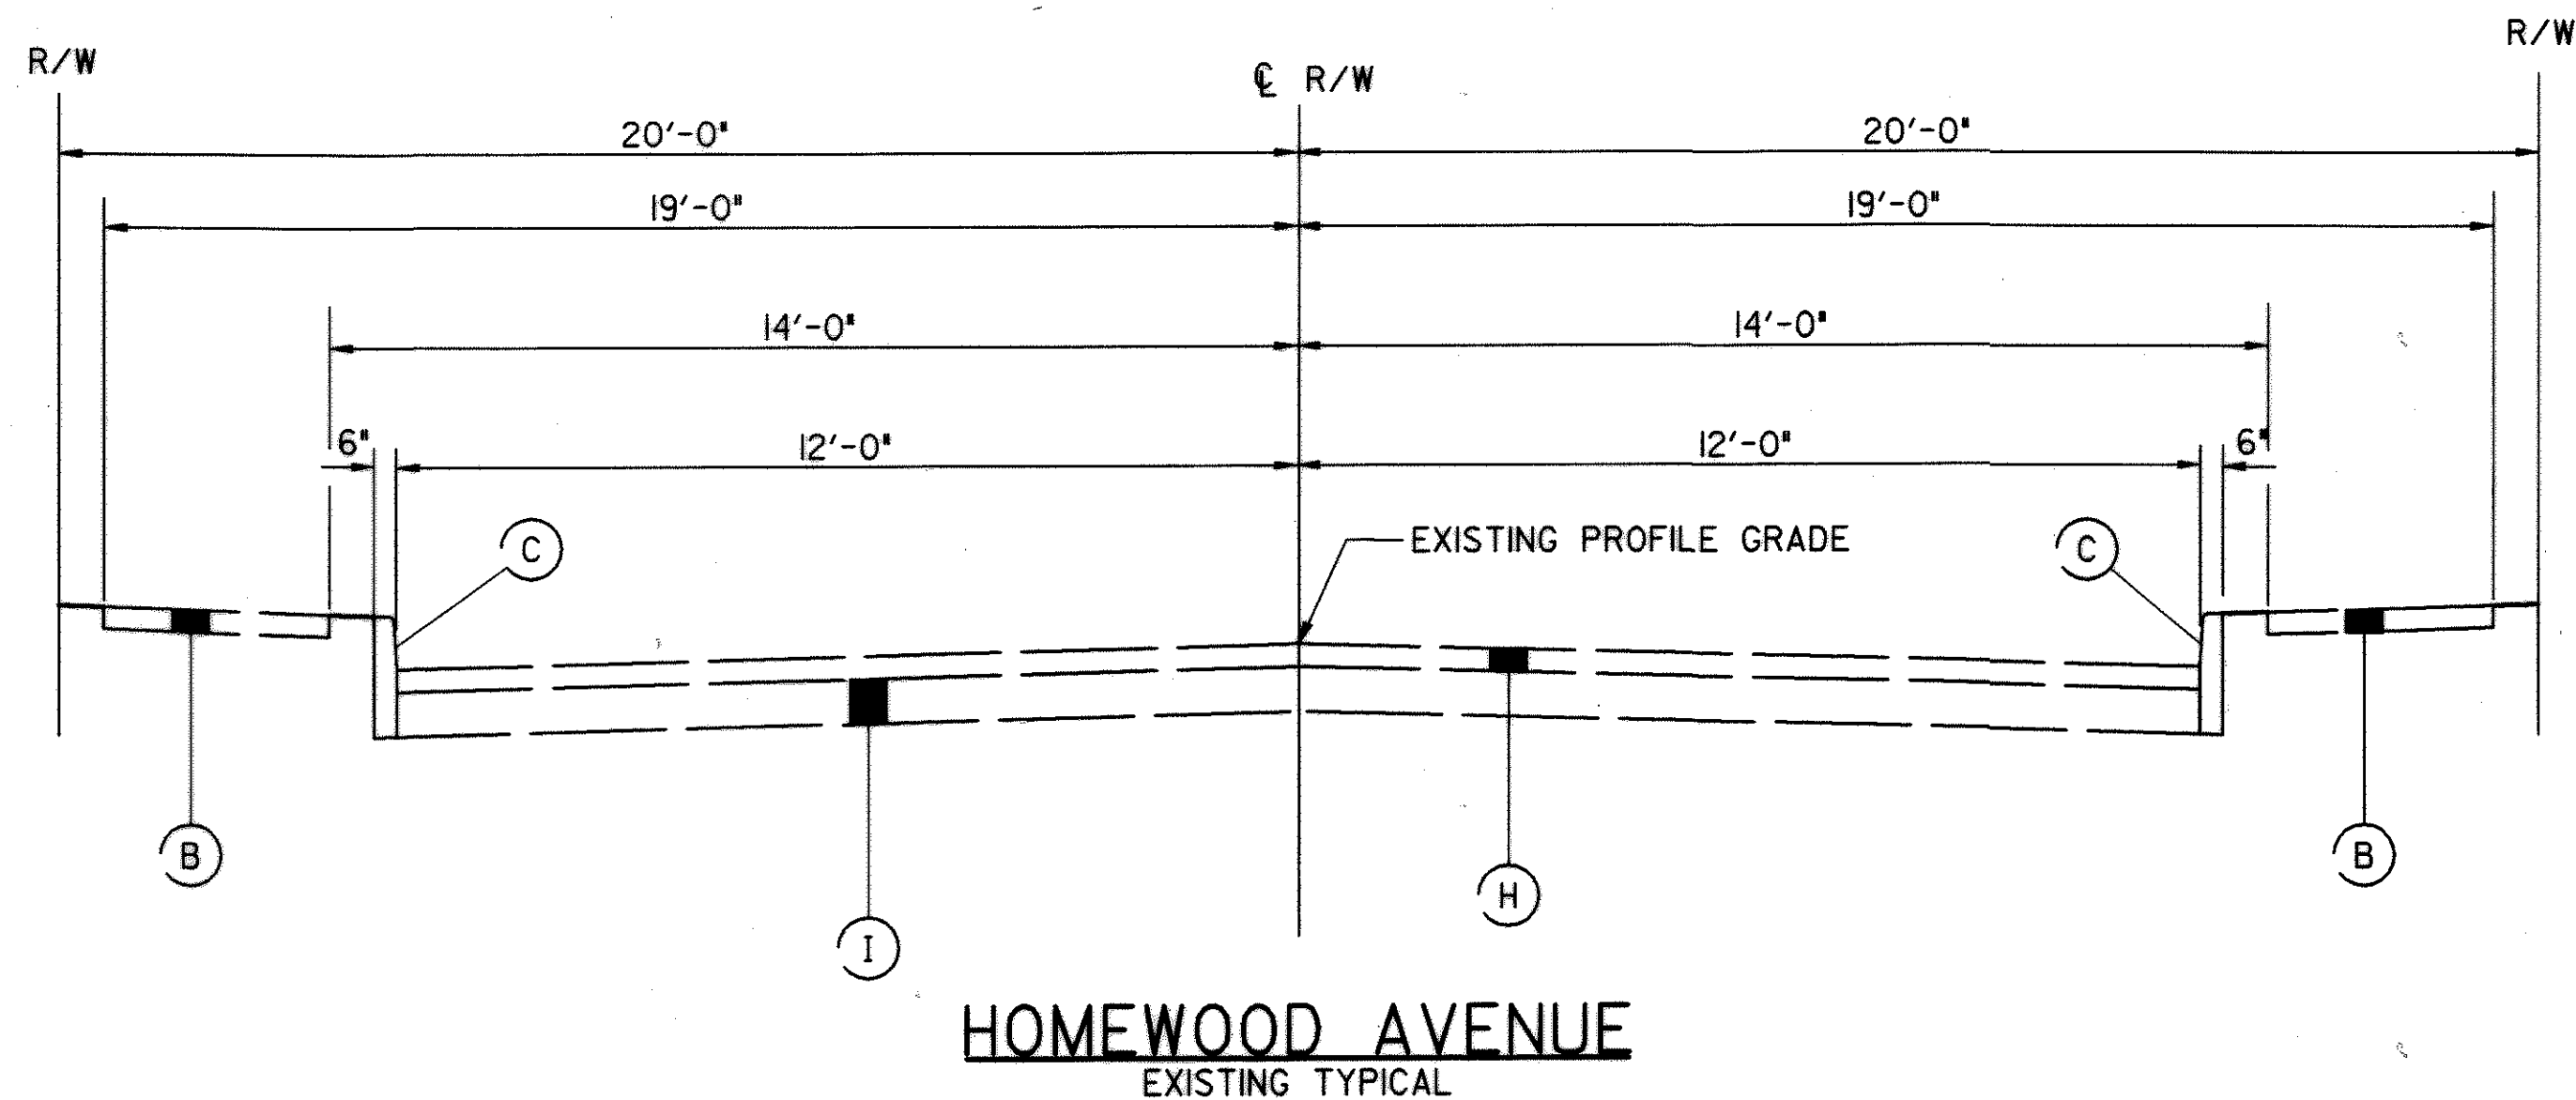 R/W
℄ R/W
R/W
20'-0"
20'-0"
19'-0"
19'-0"
14'-0"
14'-0"
6"
12'-0"
12'-0"
6"
C
EXISTING PROFILE GRADE
C
B
I
H
B
HOMEWOOD AVENUE
EXISTING TYPICAL